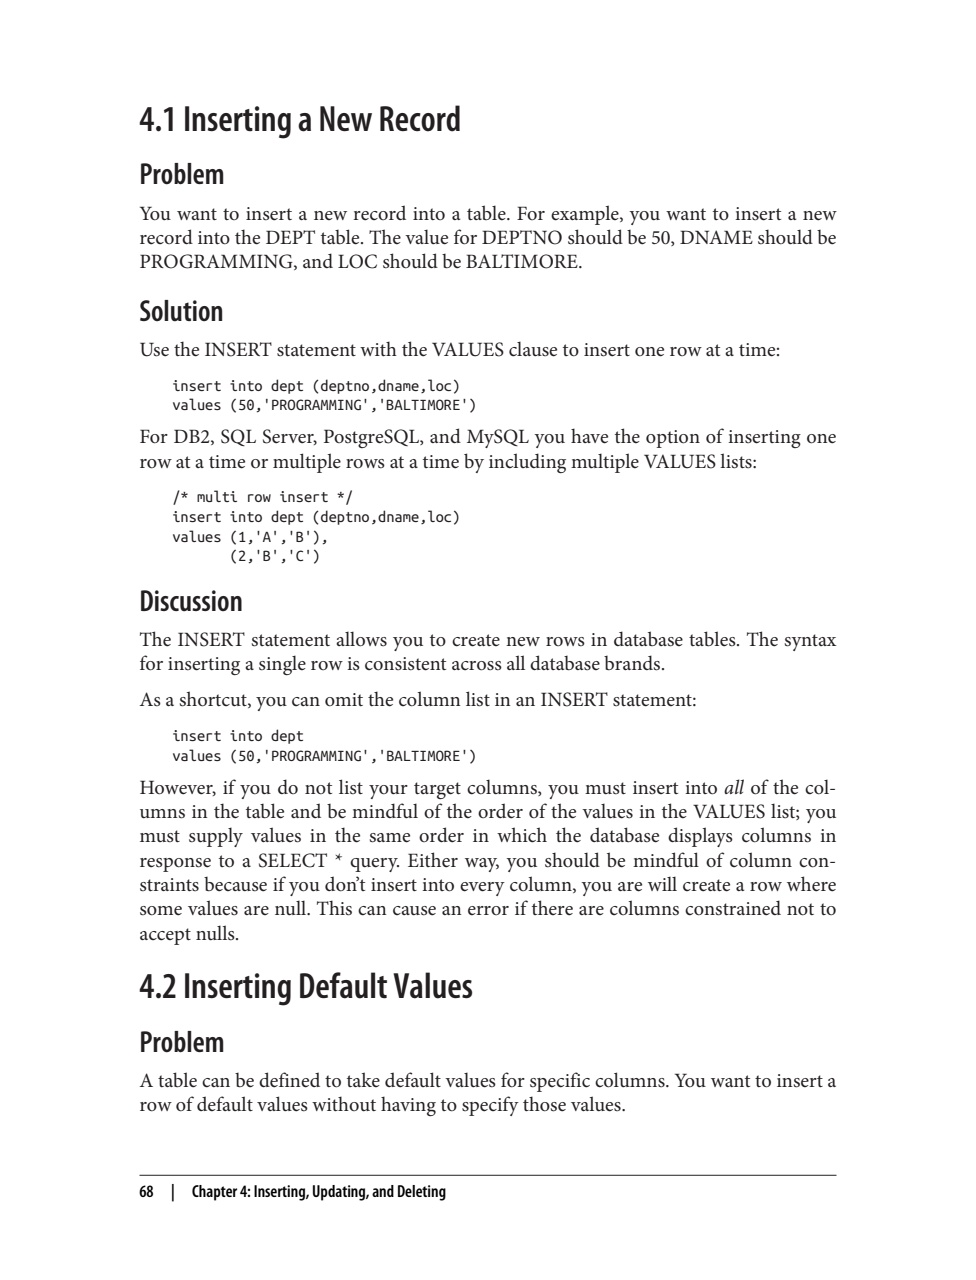 4.1 Inserting a New Record
Problem
You want to insert a new record into a table. For example, you want to insert a new
record into the DEPT table. The value for DEPTNO should be 50, DNAME should be
PROGRAMMING, and LOC should be BALTIMORE.
Solution
Use the INSERT statement with the VALUES clause to insert one row at a time:
insert into dept (deptno,dname,loc)
values (50,'PROGRAMMING','BALTIMORE')
For DB2, SQL Server, PostgreSQL, and MySQL you have the option of inserting one
row at a time or multiple rows at a time by including multiple VALUES lists:
/* multi row insert */
insert into dept (deptno,dname,loc)
values (1,'A','B'),
(2,'B','C')
Discussion
The INSERT statement allows you to create new rows in database tables. The syntax
for inserting a single row is consistent across all database brands.
As a shortcut, you can omit the column list in an INSERT statement:
insert into dept
values (50,'PROGRAMMING','BALTIMORE')
However, if you do not list your target columns, you must insert into all of the col-
umns in the table and be mindful of the order of the values in the VALUES list; you
must supply values in the same order in which the database displays columns in
response to a SELECT * query. Either way, you should be mindful of column con-
straints because if you don’t insert into every column, you are will create a row where
some values are null. This can cause an error if there are columns constrained not to
accept nulls.
4.2 Inserting Default Values
Problem
A table can be defined to take default values for specific columns. You want to insert a
row of default values without having to specify those values.
68 | Chapter 4: Inserting, Updating, and Deleting